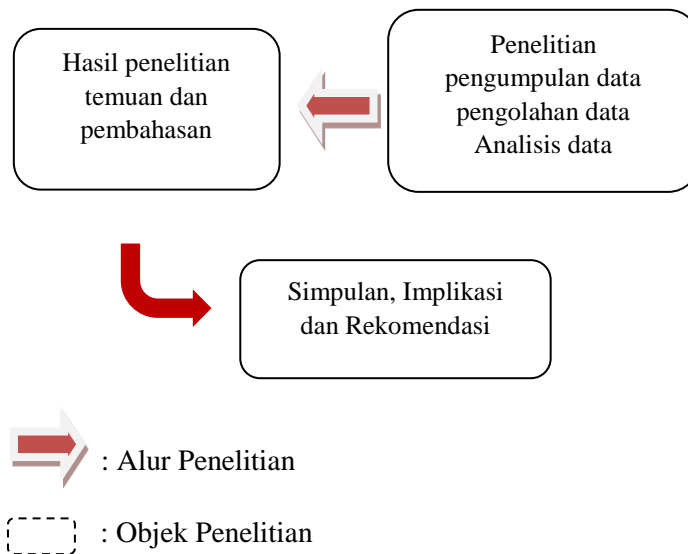 Hasil penelitian
temuan dan
pembahasan
Penelitian
pengumpulan data
pengolahan data
Analisis data
Simpulan, Implikasi
dan Rekomendasi
: Alur Penelitian
: Objek Penelitian